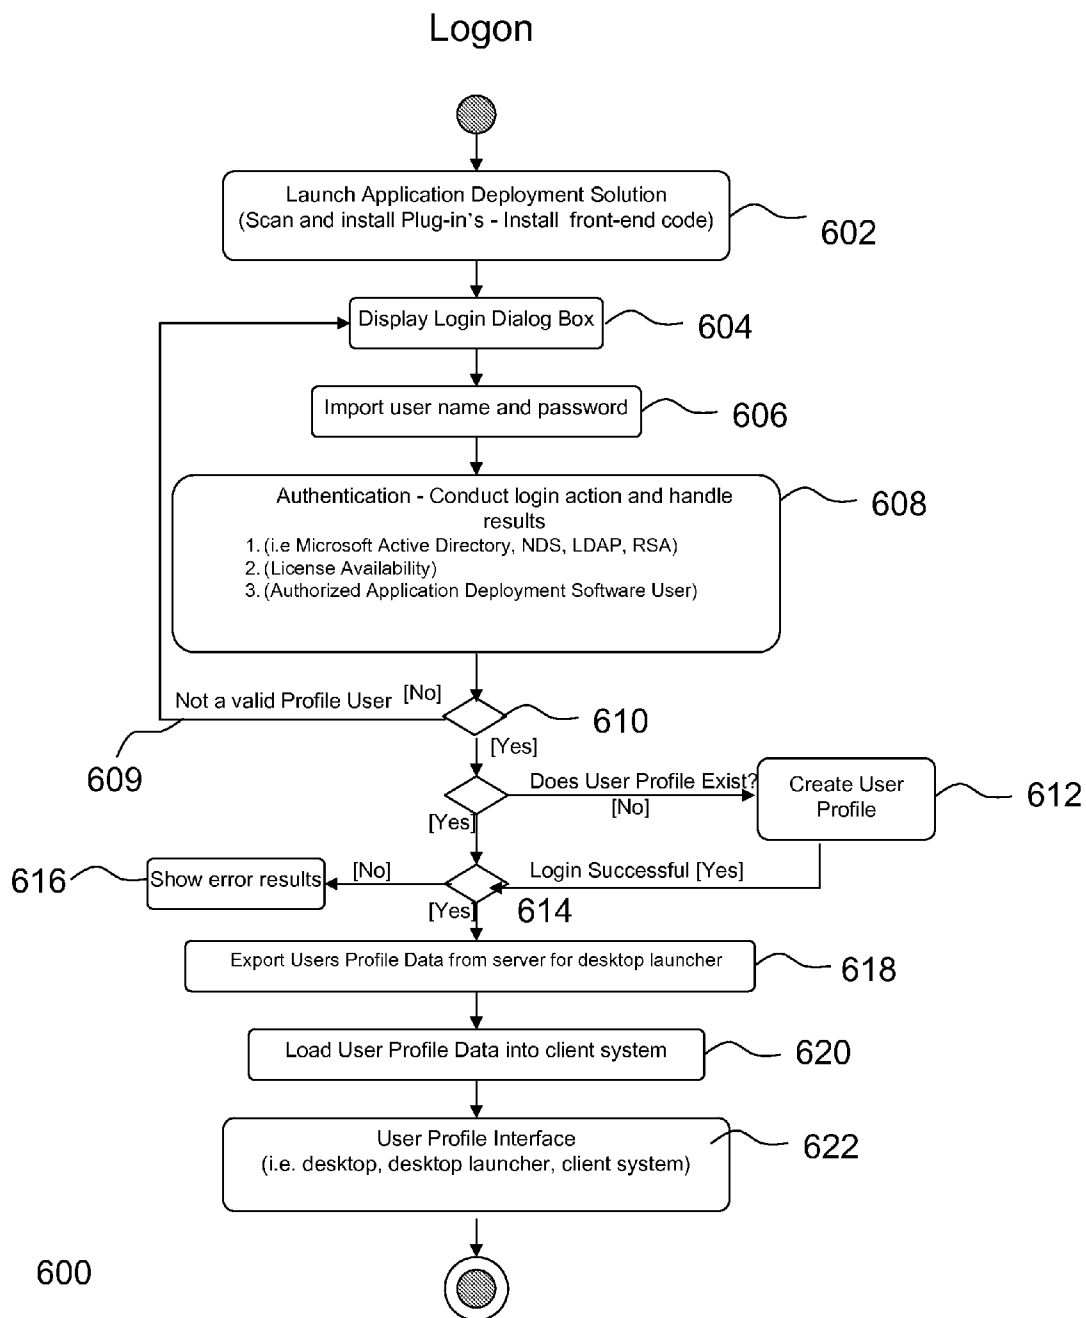 Logon
Launch Application Deployment Solution
(Scan and install Plug-in's - Install front-end code)
602
Display Login Dialog Box
604
Import user name and password
606
Authentication - Conduct login action and handle
results
1. (i.e Microsoft Active Directory, NDS, LDAP, RSA)
2. (License Availability)
3. (Authorized Application Deployment Software User)
608
Not a valid Profile User
[No]
610
609
[Yes]
Does User Profile Exist?
[No]
Create User
Profile
612
[Yes]
616
Show error results
[No]
Login Successful [Yes]
614
[Yes]
Export Users Profile Data from server for desktop launcher
618
Load User Profile Data into client system
620
User Profile Interface
(i.e. desktop, desktop launcher, client system)
622
600